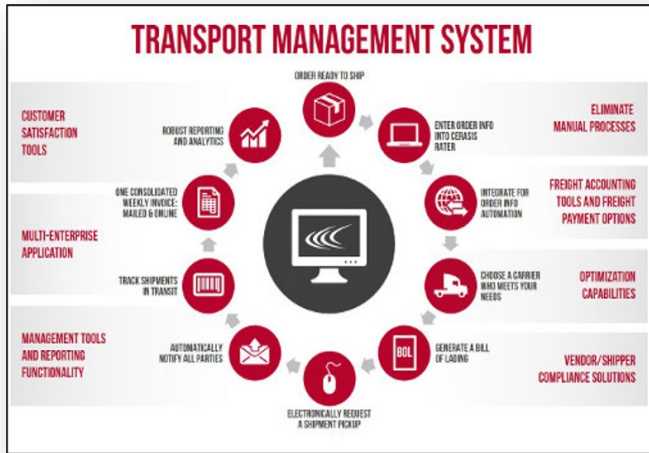 TRANSPORT MANAGEMENT SYSTEM
ORDER READY TO SHIP
CUSTOMER
SATISFACTION
TOOLS
ROBUST REPORTING
AND ANALYTICS
ENTER ORDER INFO
INTO CERASIS
RATER
ELIMINATE
MANUAL PROCESSES
ONE CONSOLIDATED
WEEKLY INVOICE:
MAILED & ONLINE
INTEGRATE FOR
ORDER INFO
AUTOMATION
FREIGHT ACCOUNTING
TOOLS AND FREIGHT
PAYMENT OPTIONS
MULTI-ENTERPRISE
APPLICATION
TRACK SHIPMENTS
IN TRANSIT
CHOOSE A CARRIER
WHO MEETS YOUR
NEEDS
OPTIMIZATION
CAPABILITIES
MANAGEMENT TOOLS
AND REPORTING
FUNCTIONALITY
AUTOMATICALLY
NOTIFY ALL PARTIES
BOL
GENERATE A BILL
OF LADING
VENDOR/SHIPPER
COMPLIANCE SOLUTIONS
ELECTRONICALLY REQUEST
A SHIPMENT PICKUP